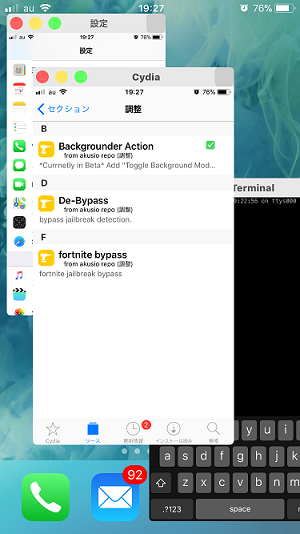 au 19:27 76%
設定
au 19:27 76%
設定
Cydia
au 19:27 76%
セクション 調整
B
Backgrounder Action
from akusio repo (調整)
*Currnetly in Beta* Add "Toggle Background Mod...
D
De-Bypass
from akusio repo (調整)
bypass jailbreak detection.
F
fortnite bypass
from akusio repo (調整)
fortnite jailbreak bypass
Terminal
9:22:56 on ttys000
2
Cydia ソース 更新情報 インストール済み 検索
y u i
a s d f g h j k
z x c v b n
.?123 space
92